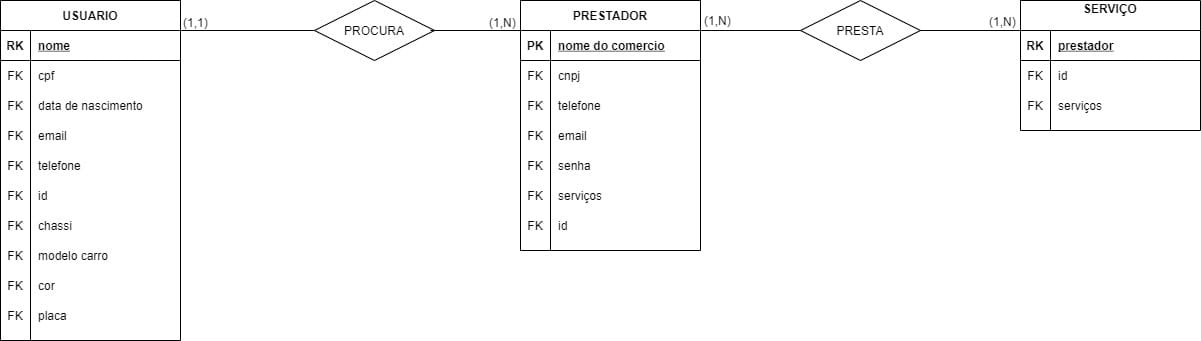 USUARIO
RK nome
FK cpf
FK data de nascimento
FK email
FK telefone
FK id
FK chassi
FK modelo carro
FK cor
FK placa
(1,1)
PROCURA
(1,N)
PRESTADOR
PK nome do comercio
FK cnpj
FK telefone
FK email
FK senha
FK serviços
FK id
(1,N)
PRESTA
(1,N)
SERVIÇO
RK prestador
FK id
FK serviços